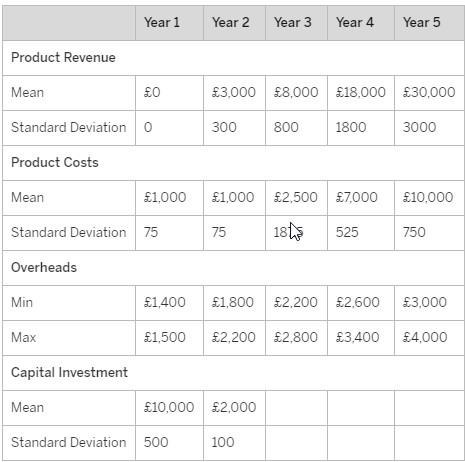 Year 1 Year 2 Year 3 Year 4 Year 5
Product Revenue
Mean £0 £3,000 £8,000 £18,000 £30,000
Standard Deviation 0 300 800 1800 3000
Product Costs
Mean £1,000 £1,000 £2,500 £7,000 £10,000
Standard Deviation 75 75 525 750
Overheads
Min £1,400 £1,800 £2,200 £2,600 £3,000
Max £1,500 £2,200 £2,800 £3,400 £4,000
Capital Investment
Mean £10,000 £2,000
Standard Deviation 500 100